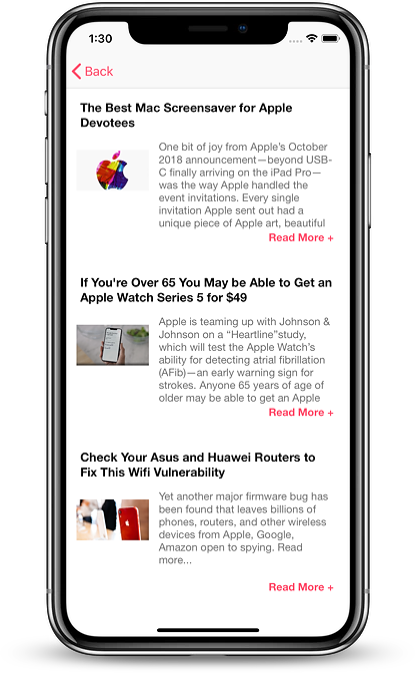 1:30
Back
The Best Mac Screensaver for Apple
Devotees
One bit of joy from Apple's October
2018 announcement—beyond USB-
C finally arriving on the iPad Pro—
was the way Apple handled the
event invitations. Every single
invitation Apple sent out had a
unique piece of Apple art, beautiful
Read More +
If You're Over 65 You May be Able to Get an
Apple Watch Series 5 for $49
Apple is teaming up with Johnson &
Johnson on a “Heartline”study,
which will test the Apple Watch's
ability for detecting atrial fibrillation
(AFib)—an early warning sign for
strokes. Anyone 65 years of age of
older may be able to get an Apple
Read More +
Check Your Asus and Huawei Routers to
Fix This Wifi Vulnerability
Yet another major firmware bug has
been found that leaves billions of
phones, routers, and other wireless
devices from Apple, Google,
Amazon open to spying. Read
more...
Read More +